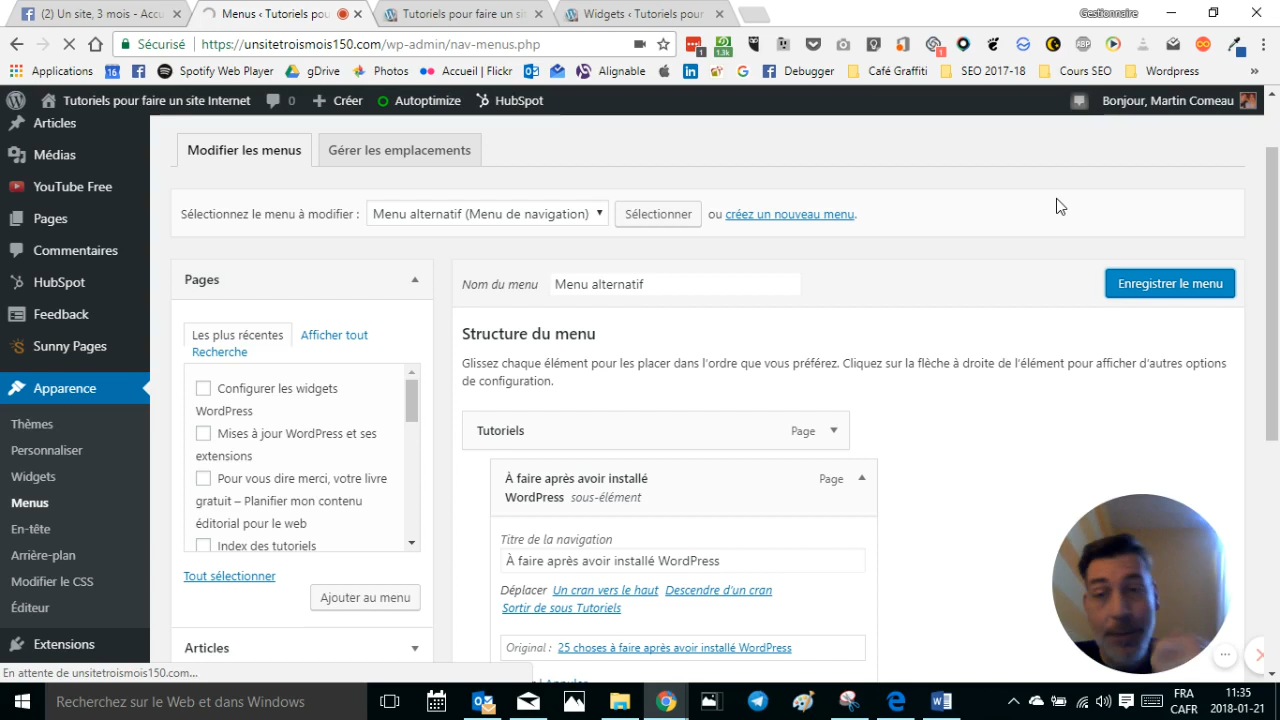 (2) Un site, 3 mois - Accu
Menus ‹ Tutoriels pou
Tutoriels pour faire un sit
Widgets ‹ Tutoriels pour
Gestionnaire
Sécurisé
https://unsitetroismois150.com/wp-admin/nav-menus.php
Applications
Facebook
Spotify Web Player
gDrive
Photos
Accueil | Flickr
Alignable
Debugger
Café Graffiti
SEO 2017-18
Cours SEO
Wordpress
Tutoriels pour faire un site Internet
0
Créer
Autoptimize
HubSpot
Bonjour, Martin Comeau
Articles
Médias
YouTube Free
Pages
Commentaires
HubSpot
Feedback
Sunny Pages
Apparence
Thèmes
Personnaliser
Widgets
Menus
En-tête
Arrière-plan
Modifier le CSS
Éditeur
Extensions
Modifier les menus
Gérer les emplacements
Sélectionnez le menu à modifier :
Menu alternatif (Menu de navigation)
Sélectionner
ou créez un nouveau menu.
Pages
Les plus récentes
Afficher tout
Recherche
Configurer les widgets
WordPress
Mises à jour WordPress et ses
extensions
Pour vous dire merci, votre livre
gratuit – Planifier mon contenu
éditorial pour le web
Index des tutoriels
Tout sélectionner
Ajouter au menu
Articles
Nom du menu
Menu alternatif
Enregistrer le menu
Structure du menu
Glissez chaque élément pour les placer dans l'ordre que vous préférez. Cliquez sur la flèche à droite de l'élément pour afficher d'autres options
de configuration.
Tutoriels
Page
À faire après avoir installé
WordPress sous-élément
Page
Titre de la navigation
À faire après avoir installé WordPress
Déplacer Un cran vers le haut Descendre d'un cran
Sortir de sous Tutoriels
Original : 25 choses à faire après avoir installé WordPress
En attente de unsitetroismois150.com...
Recherchez sur le Web et dans Windows
FRA
CAFR
11:35
2018-01-21